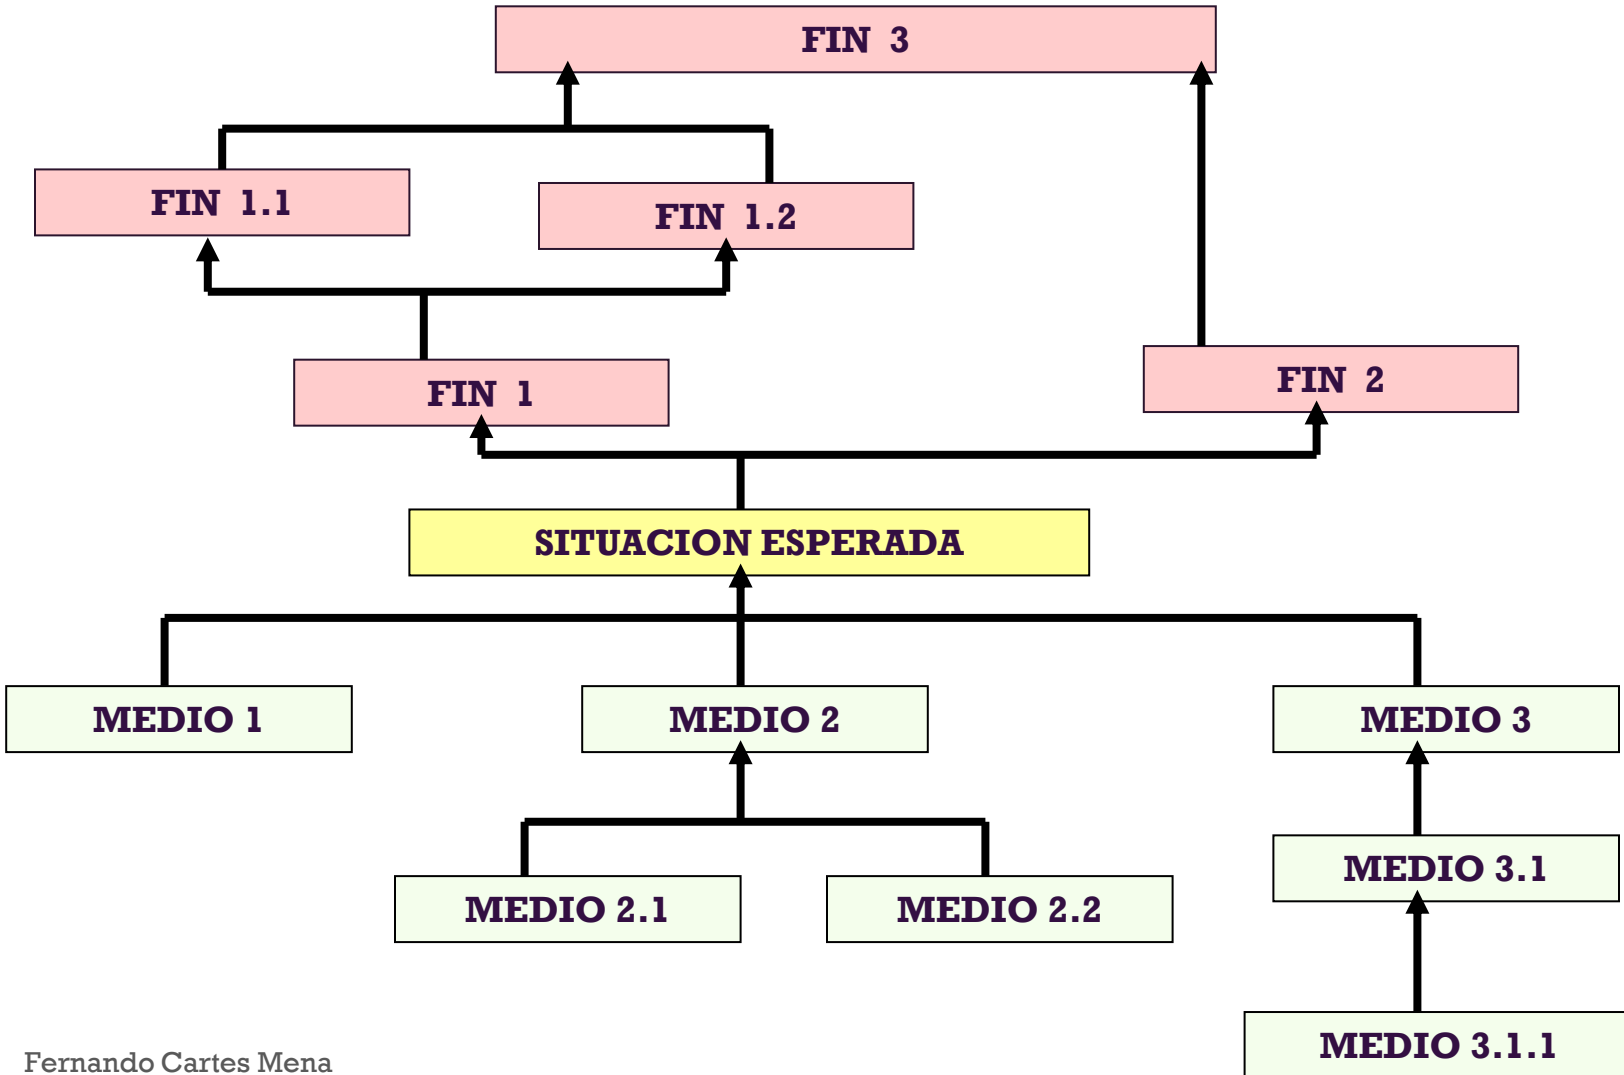 FIN 3
FIN 1.1
FIN 1.2
FIN 1
FIN 2
SITUACION ESPERADA
MEDIO 1
MEDIO 2
MEDIO 3
MEDIO 3.1
MEDIO 2.1
MEDIO 2.2
MEDIO 3.1.1
Fernando Cartes Mena